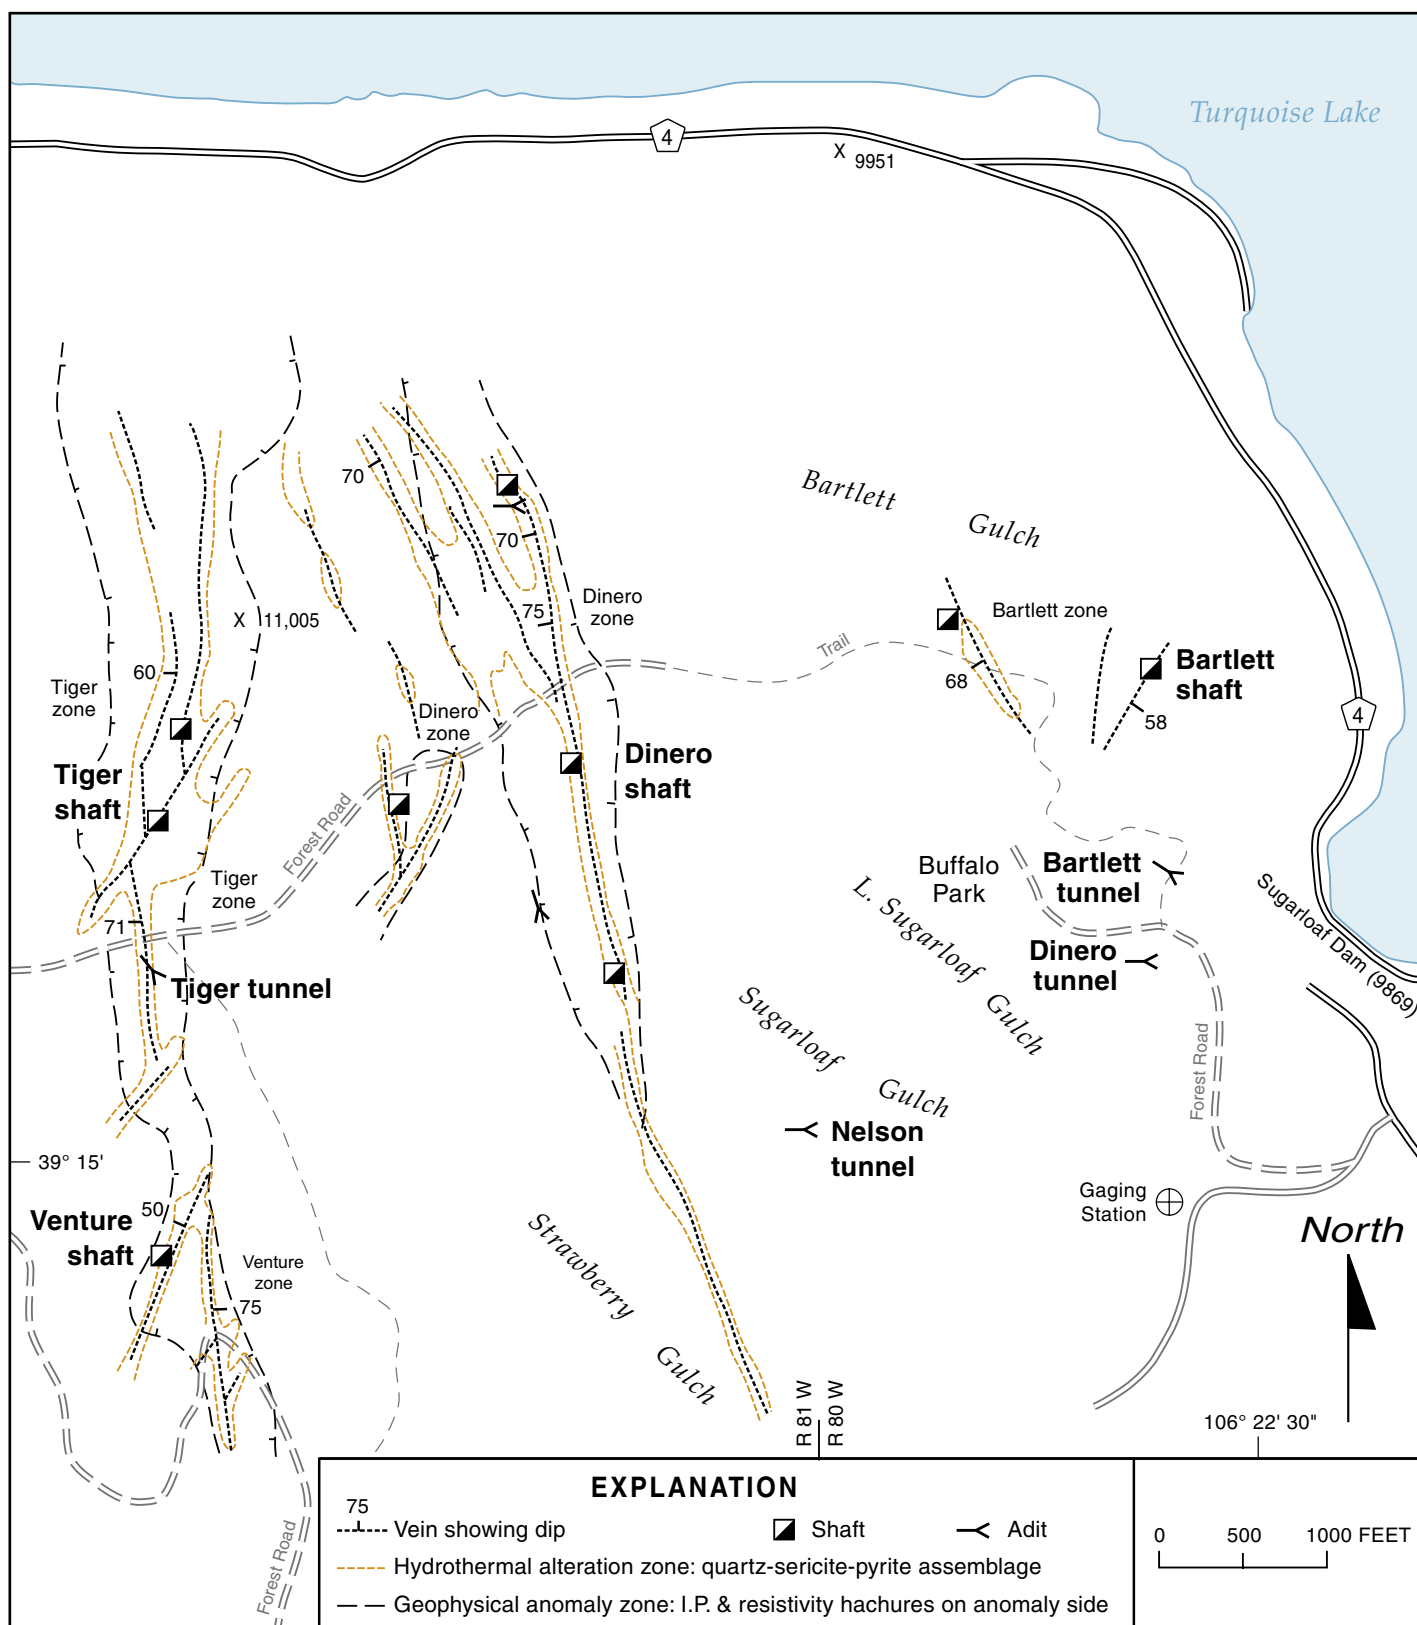 Turquoise Lake
4
X 9951
Bartlett
Gulch
70
70
75
Dinero
zone
X 11,005
Bartlett zone
Trail
60
68
Bartlett
shaft
58
Tiger
zone
Dinero
zone
4
Tiger
shaft
Dinero
shaft
Forest Road
Buffalo
Park
Bartlett
tunnel
Tiger
zone
L. Sugarloaf
Gulch
Sugarloaf Dam (9869)
71
Dinero
tunnel
Tiger tunnel
Sugarloaf
Gulch
Forest Road
Nelson
tunnel
39° 15'
Gaging
Station
50
Venture
shaft
Strawberry
Gulch
North
Venture
zone
75
R 81 W
R 80 W
106° 22' 30"
Forest Road
EXPLANATION
75
Vein showing dip
Shaft
Adit
Hydrothermal alteration zone: quartz-sericite-pyrite assemblage
Geophysical anomaly zone: I.P. & resistivity hachures on anomaly side
0 500 1000 FEET